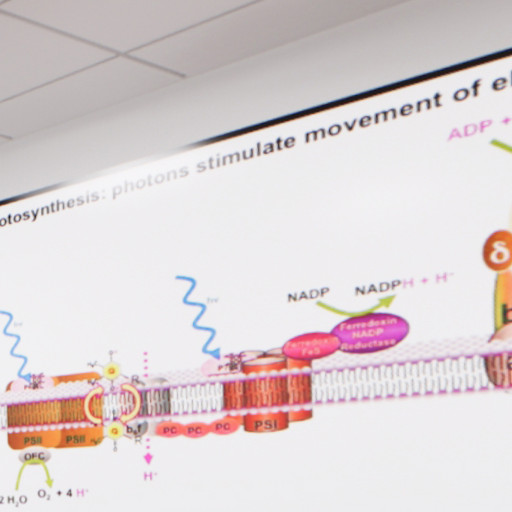 otosynthesis: photons stimulate movement of el
ADP +
hν
hν
NADP
NADPH + H⁻
δ
Ferredoxin
FeS
Ferredoxin
NADP
Reductase
PSII
PSII
Q
b₆f
PC
PC
PC
PSI
OEC
H⁺
2 H₂O
O₂ + 4 H⁺